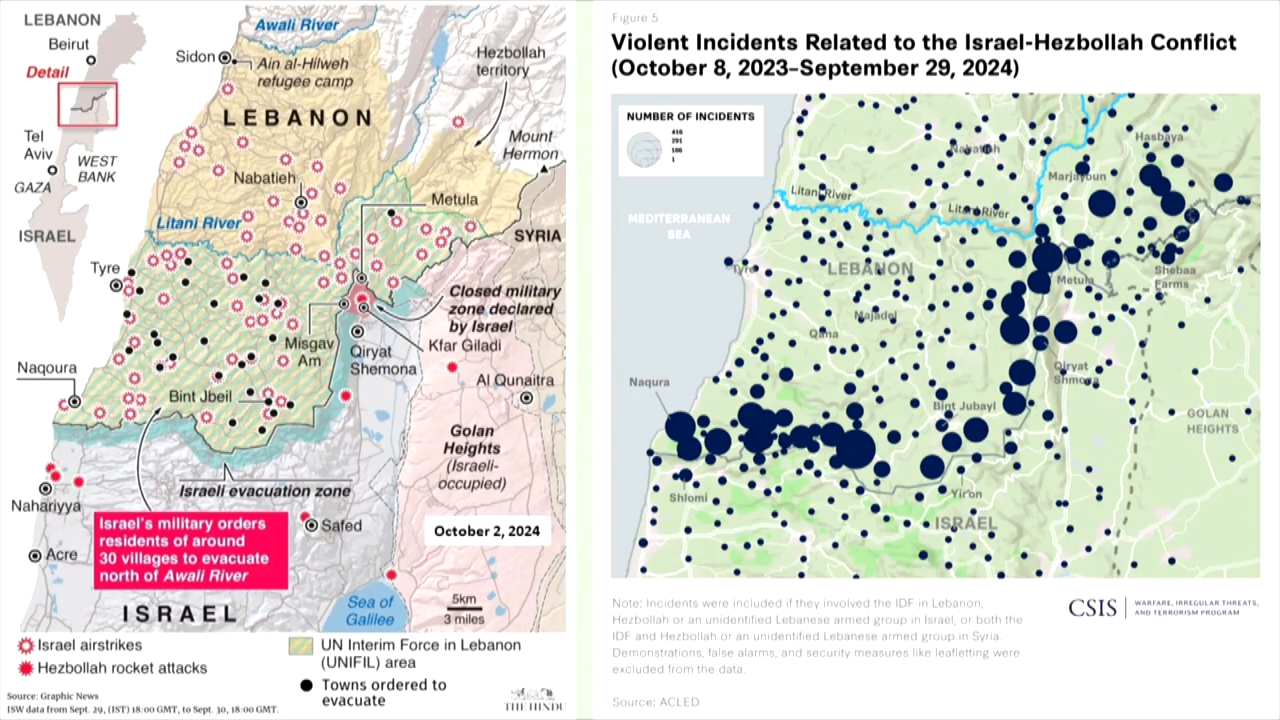 LEBANON
Beirut
Detail
Tel
Aviv
WEST
BANK
GAZA
ISRAEL
Awali River
Sidon
Ain al-Hilweh
refugee camp
Hezbollah
territory
LEBANON
Mount
Hermon
Nabatieh
Metula
Litani River
SYRIA
Tyre
Closed military
zone declared
by Israel
Misgav
Am
Kfar Giladi
Qiryat
Shemona
Naqoura
Al Qunaitra
Bint Jbeil
Golan
Heights
(Israeli-
occupied)
Israeli evacuation zone
Nahariyya
Israel's military orders
residents of around
30 villages to evacuate
north of Awali River
Safed
October 2, 2024
Acre
ISRAEL
Sea of
Galilee
5km
3 miles
Israel airstrikes
Hezbollah rocket attacks
UN Interim Force in Lebanon
(UNIFIL) area
Towns ordered to
evacuate
Source: Graphic News
ISW data from Sept. 29, (IST) 18:00 GMT, to Sept. 30, 18:00 GMT.
THE HINDU
Figure 5
Violent Incidents Related to the Israel-Hezbollah Conflict
(October 8, 2023–September 29, 2024)
NUMBER OF INCIDENTS
416
291
166
1
Hasbaya
Nabatieh
Marjayoun
Litani River
Litani River
MEDITERRANEAN
SEA
Tyre
LEBANON
Metula
Shebaa
Farms
Majadel
Qana
Naqura
Qiryat
Shmona
Bint Jubayl
GOLAN
HEIGHTS
Shlomi
Yir'on
ISRAEL
Note: Incidents were included if they involved the IDF in Lebanon,
Hezbollah or an unidentified Lebanese armed group in Israel, or both the
IDF and Hezbollah or an unidentified Lebanese armed group in Syria.
Demonstrations, false alarms, and security measures like leafletting were
excluded from the data.
CSIS
WARFARE, IRREGULAR THREATS,
AND TERRORISM PROGRAM
Source: ACLED.